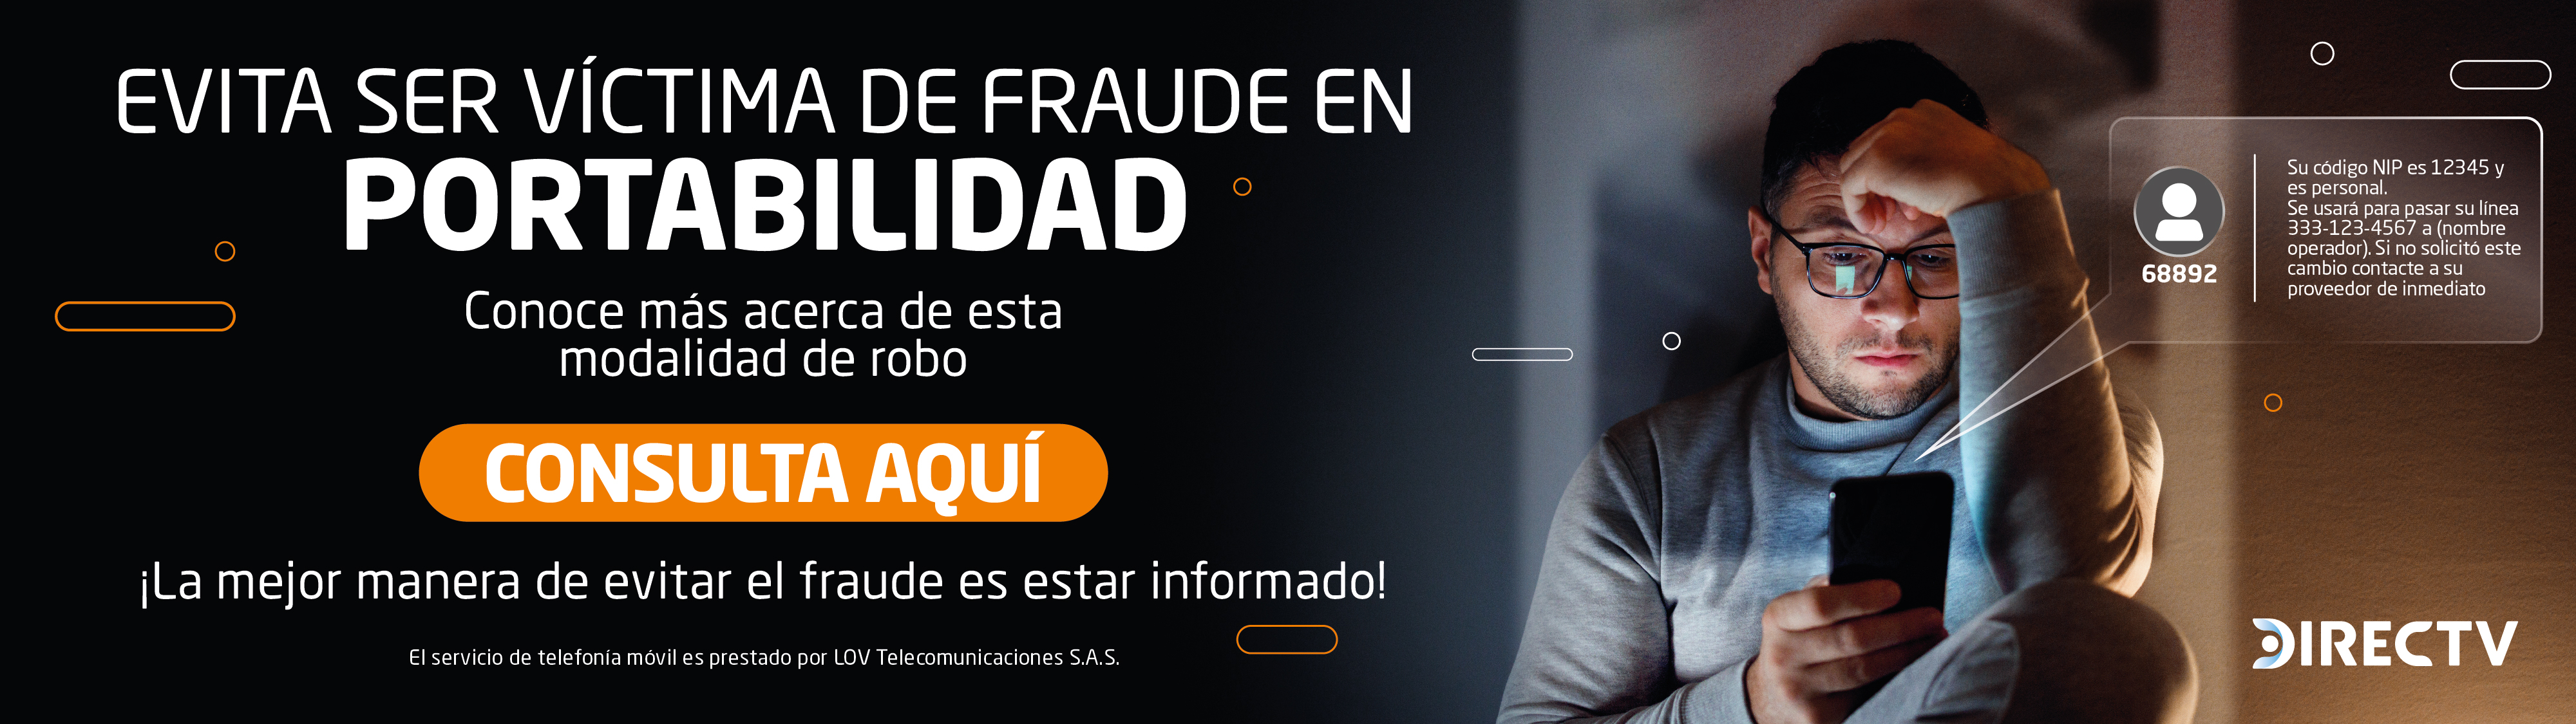 EVITA SER VÍCTIMA DE FRAUDE EN
PORTABILIDAD
Conoce más acerca de esta
modalidad de robo
CONSULTA AQUÍ
¡La mejor manera de evitar el fraude es estar informado!
El servicio de telefonía móvil es prestado por LOV Telecomunicaciones S.A.S.
68892
Su código NIP es 12345 y
es personal.
Se usará para pasar su línea
333-123-4567 a (nombre
operador). Si no solicitó este
cambio contacte a su
proveedor de inmediato
DIRECTV